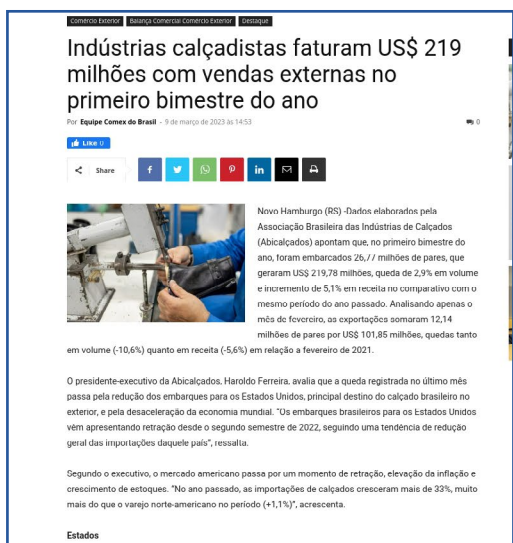 Comércio Exterior Balança Comercial Comércio Exterior Destaque
Indústrias calçadistas faturam US$ 219
milhões com vendas externas no
primeiro bimestre do ano
Por Equipe Comex do Brasil - 9 de março de 2023 às 14:53
0
Like 0
Share
Novo Hamburgo (RS) -Dados elaborados pela
Associação Brasileira das Indústrias de Calçados
(Abicalçados) apontam que, no primeiro bimestre do
ano, foram embarcados 26,77 milhões de pares, que
geraram US$ 219,78 milhões, queda de 2,9% em volume
e incremento de 5,1% em receita no comparativo com o
mesmo período do ano passado. Analisando apenas o
mês de fevereiro, as exportações somaram 12,14
milhões de pares por US$ 101,85 milhões, quedas tanto
em volume (-10,6%) quanto em receita (-5,6%) em relação a fevereiro de 2021.
O presidente-executivo da Abicalçados, Haroldo Ferreira, avalia que a queda registrada no último mês
passa pela redução dos embarques para os Estados Unidos, principal destino do calçado brasileiro no
exterior, e pela desaceleração da economia mundial. "Os embarques brasileiros para os Estados Unidos
vêm apresentando retração desde o segundo semestre de 2022, seguindo uma tendência de redução
geral das importações daquele país", ressalta.
Segundo o executivo, o mercado americano passa por um momento de retração, elevação da inflação e
crescimento de estoques. "No ano passado, as importações de calçados cresceram mais de 33%, muito
mais do que o varejo norte-americano no período (+1,1%)", acrescenta.
Estados